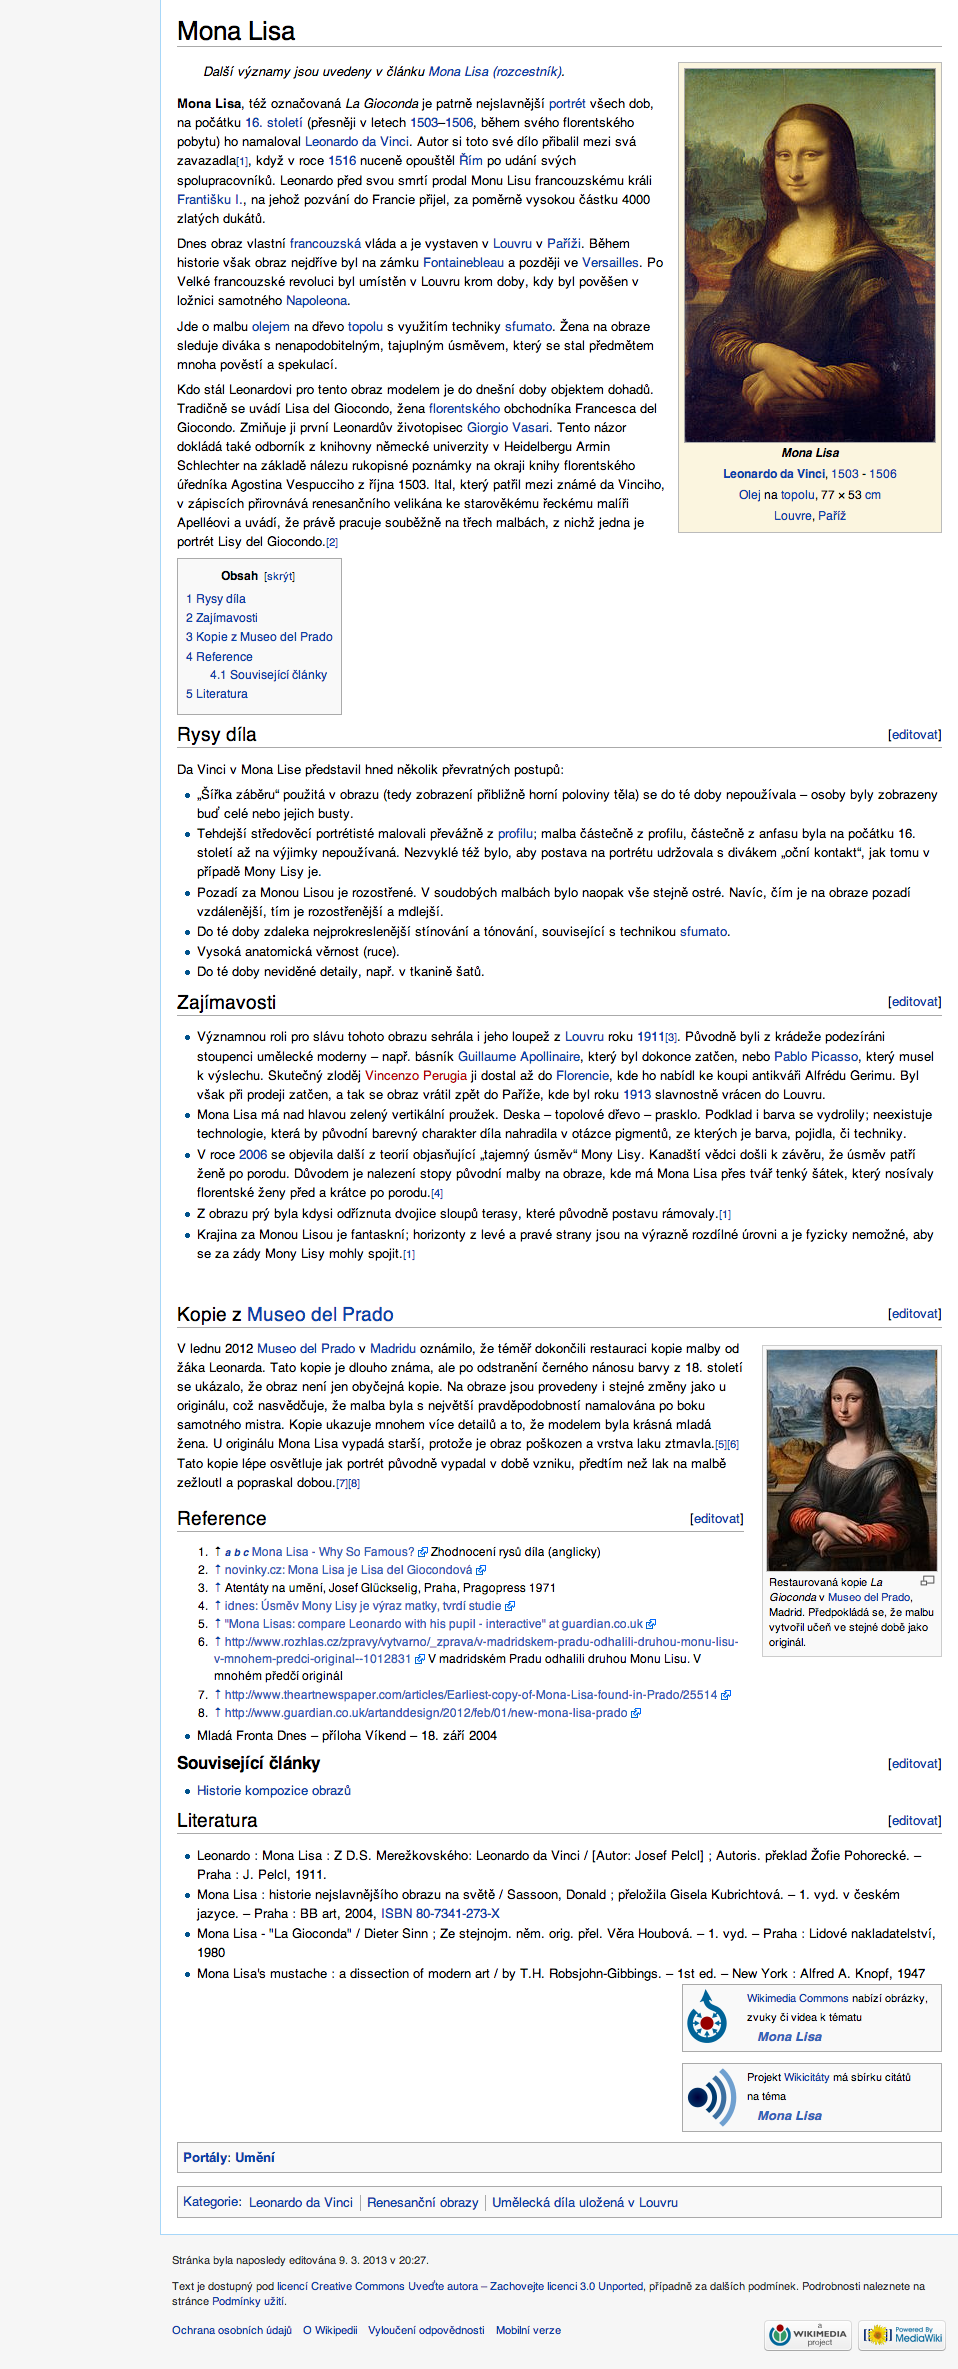 Mona Lisa
Další významy jsou uvedeny v článku Mona Lisa (rozcestník).
Mona Lisa, též označovaná La Gioconda je patrně nejslavnější portrét všech dob,
na počátku 16. století (přesněji v letech 1503–1506, během svého florentského
pobytu) ho namaloval Leonardo da Vinci. Autor si toto své dílo přibalil mezi svá
zavazadla[1], když v roce 1516 nuceně opouštěl Řím po udání svých
spolupracovníků. Leonardo před svou smrtí prodal Monu Lisu francouzskému králi
Františku I., na jehož pozvání do Francie přijel, za poměrně vysokou částku 4000
zlatých dukátů.
Dnes obraz vlastní francouzská vláda a je vystaven v Louvru v Paříži. Během
historie však obraz nejdříve byl na zámku Fontainebleau a později ve Versailles. Po
Velké francouzské revoluci byl umístěn v Louvru krom doby, kdy byl pověšen v
ložnici samotného Napoleona.
Jde o malbu olejem na dřevo topolu s využitím techniky sfumato. Žena na obraze
sleduje diváka s nenapodobitelným, tajuplným úsměvem, který se stal předmětem
mnoha pověstí a spekulací.
Kdo stál Leonardovi pro tento obraz modelem je do dnešní doby objektem dohadů.
Tradičně se uvádí Lisa del Giocondo, žena florentského obchodníka Francesca del
Giocondo. Zmiňuje ji první Leonardův životopisec Giorgio Vasari. Tento názor
dokládá také odborník z knihovny německé univerzity v Heidelbergu Armin
Schlechter na základě nálezu rukopisné poznámky na okraji knihy florentského
úředníka Agostina Vespucciho z října 1503. Ital, který patřil mezi známé da Vinciho,
v zápiscích přirovnává renesančního velikána ke starověkému řeckému malíři
Apelléovi a uvádí, že právě pracuje souběžně na třech malbách, z nichž jedna je
portrét Lisy del Giocondo.[2]
Mona Lisa
Leonardo da Vinci, 1503 - 1506
Olej na topolu, 77 × 53 cm
Louvre, Paříž
Obsah [skrýt]
1 Rysy díla
2 Zajímavosti
3 Kopie z Museo del Prado
4 Reference
4.1 Související články
5 Literatura
Rysy díla [editovat]
Da Vinci v Mona Lise představil hned několik převratných postupů:
„Šířka záběru“ použitá v obrazu (tedy zobrazení přibližně horní poloviny těla) se do té doby nepoužívala – osoby byly zobrazeny
buď celé nebo jejich busty.
Tehdejší středověcí portrétisté malovali převážně z profilu; malba částečně z profilu, částečně z anfasu byla na počátku 16.
století až na výjimky nepoužívaná. Nezvyklé též bylo, aby postava na portrétu udržovala s divákem „oční kontakt“, jak tomu v
případě Mony Lisy je.
Pozadí za Monou Lisou je rozostřené. V soudobých malbách bylo naopak vše stejně ostré. Navíc, čím je na obraze pozadí
vzdálenější, tím je rozostřenější a mdlejší.
Do té doby zdaleka nejprokreslenější stínování a tónování, související s technikou sfumato.
Vysoká anatomická věrnost (ruce).
Do té doby neviděné detaily, např. v tkanině šatů.
Zajímavosti [editovat]
Významnou roli pro slávu tohoto obrazu sehrála i jeho loupež z Louvru roku 1911[3]. Původně byli z krádeže podezíráni
stoupenci umělecké moderny – např. básník Guillaume Apollinaire, který byl dokonce zatčen, nebo Pablo Picasso, který musel
k výslechu. Skutečný zloděj Vincenzo Perugia ji dostal až do Florencie, kde ho nabídl ke koupi antikváři Alfrédu Gerimu. Byl
však při prodeji zatčen, a tak se obraz vrátil zpět do Paříže, kde byl roku 1913 slavnostně vrácen do Louvru.
Mona Lisa má nad hlavou zelený vertikální proužek. Deska – topolové dřevo – prasklo. Podklad i barva se vydrolily; neexistuje
technologie, která by původní barevný charakter díla nahradila v otázce pigmentů, ze kterých je barva, pojidla, či techniky.
V roce 2006 se objevila další z teorií objasňující „tajemný úsměv“ Mony Lisy. Kanadští vědci došli k závěru, že úsměv patří
ženě po porodu. Důvodem je nalezení stopy původní malby na obraze, kde má Mona Lisa přes tvář tenký šátek, který nosívaly
florentské ženy před a krátce po porodu.[4]
Z obrazu prý byla kdysi odříznuta dvojice sloupů terasy, které původně postavu rámovaly.[1]
Krajina za Monou Lisou je fantaskní; horizonty z levé a pravé strany jsou na výrazně rozdílné úrovni a je fyzicky nemožné, aby
se za zády Mony Lisy mohly spojit.[1]
Kopie z Museo del Prado [editovat]
V lednu 2012 Museo del Prado v Madridu oznámilo, že téměř dokončili restauraci kopie malby od
žáka Leonarda. Tato kopie je dlouho známa, ale po odstranění černého nánosu barvy z 18. století
se ukázalo, že obraz není jen obyčejná kopie. Na obraze jsou provedeny i stejné změny jako u
originálu, což nasvědčuje, že malba byla s největší pravděpodobností namalována po boku
samotného mistra. Kopie ukazuje mnohem více detailů a to, že modelem byla krásná mladá
žena. U originálu Mona Lisa vypadá starší, protože je obraz poškozen a vrstva laku ztmavla.[5][6]
Tato kopie lépe osvětluje jak portrét původně vypadal v době vzniku, předtím než lak na malbě
zežloutl a popraskal dobou.[7][8]
Restaurovaná kopie La
Gioconda v Museo del Prado,
Madrid. Předpokládá se, že malbu
vytvořil učeň ve stejné době jako
originál.
Reference [editovat]
1. ↑ a b c Mona Lisa - Why So Famous? Zhodnocení rysů díla (anglicky)
2. ↑ novinky.cz: Mona Lisa je Lisa del Giocondová
3. ↑ Atentáty na umění, Josef Glückselig, Praha, Pragopress 1971
4. ↑ idnes: Úsměv Mony Lisy je výraz matky, tvrdí studie
5. ↑ "Mona Lisas: compare Leonardo with his pupil - interactive" at guardian.co.uk
6. ↑ http://www.rozhlas.cz/zpravy/vytvarno/_zprava/v-madridskem-pradu-odhalili-druhou-monu-lisu-
v-mnohem-predci-original--1012831 V madridském Pradu odhalili druhou Monu Lisu. V
mnohém předčí originál
7. ↑ http://www.theartnewspaper.com/articles/Earliest-copy-of-Mona-Lisa-found-in-Prado/25514
8. ↑ http://www.guardian.co.uk/artanddesign/2012/feb/01/new-mona-lisa-prado
Mladá Fronta Dnes – příloha Víkend – 18. září 2004
Související články [editovat]
Historie kompozice obrazů
Literatura [editovat]
Leonardo : Mona Lisa : Z D.S. Merežkovského: Leonardo da Vinci / [Autor: Josef Pelcl] ; Autoris. překlad Žofie Pohorecké. –
Praha : J. Pelcl, 1911.
Mona Lisa : historie nejslavnějšího obrazu na světě / Sassoon, Donald ; přeložila Gisela Kubrichtová. – 1. vyd. v českém
jazyce. – Praha : BB art, 2004, ISBN 80-7341-273-X
Mona Lisa - "La Gioconda" / Dieter Sinn ; Ze stejnojm. něm. orig. přel. Věra Houbová. – 1. vyd. – Praha : Lidové nakladatelství,
1980
Mona Lisa's mustache : a dissection of modern art / by T.H. Robsjohn-Gibbings. – 1st ed. – New York : Alfred A. Knopf, 1947
Wikimedia Commons nabízí obrázky,
zvuky či videa k tématu
Mona Lisa
Projekt Wikicitáty má sbírku citátů
na téma
Mona Lisa
Portály: Umění
Kategorie: Leonardo da Vinci | Renesanční obrazy | Umělecká díla uložená v Louvru
Stránka byla naposledy editována 9. 3. 2013 v 20:27.
Text je dostupný pod licencí Creative Commons Uveďte autora – Zachovejte licenci 3.0 Unported, případně za dalších podmínek. Podrobnosti naleznete na
stránce Podmínky užití.
Ochrana osobních údajů O Wikipedii Vyloučení odpovědnosti Mobilní verze
A
WIKIMEDIA
project
Powered By
MediaWiki